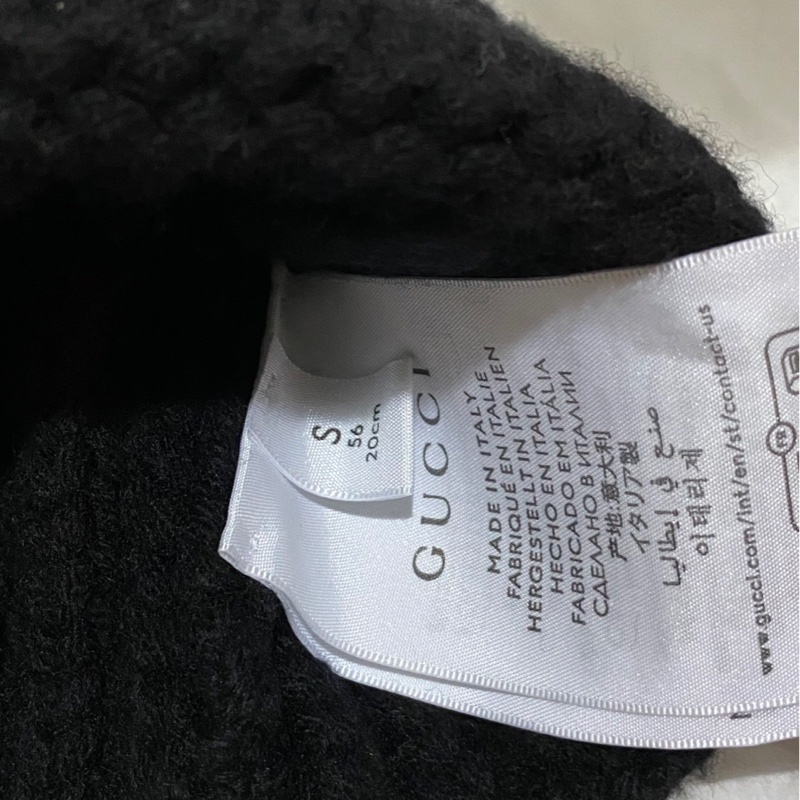 S
56
20cm
GUCCI
MADE IN ITALY
FABRIQUÉ EN ITALIE
HERGESTELLT IN ITALIEN
HECHO EN ITALIA
FABRICADO EM ITÁLIA
СДЕЛАНО В ИТАЛИИ
产地:意大利
イタリア製
صنع في إيطاليا
이태리제
www.gucci.com/int/en/st/contact-us
FR